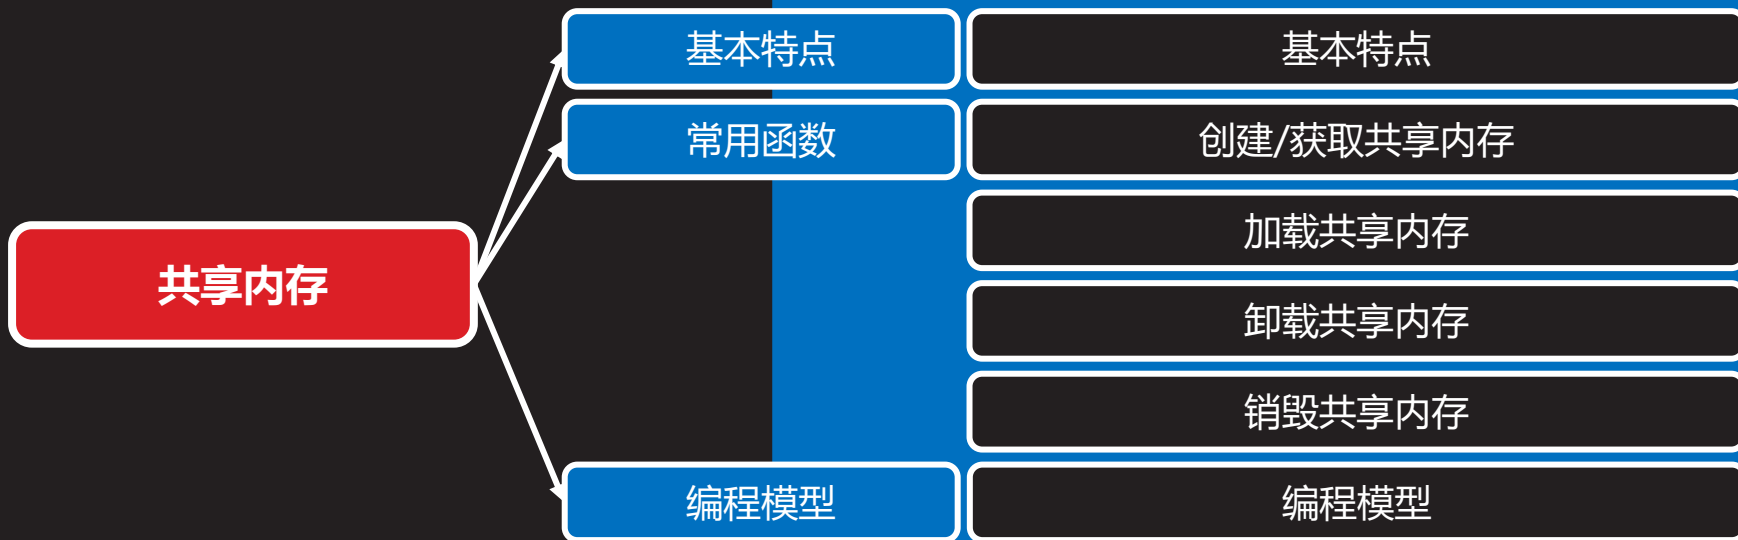 基本特点
基本特点
常用函数
创建/获取共享内存
加载共享内存
共享内存
卸载共享内存
销毁共享内存
编程模型
编程模型